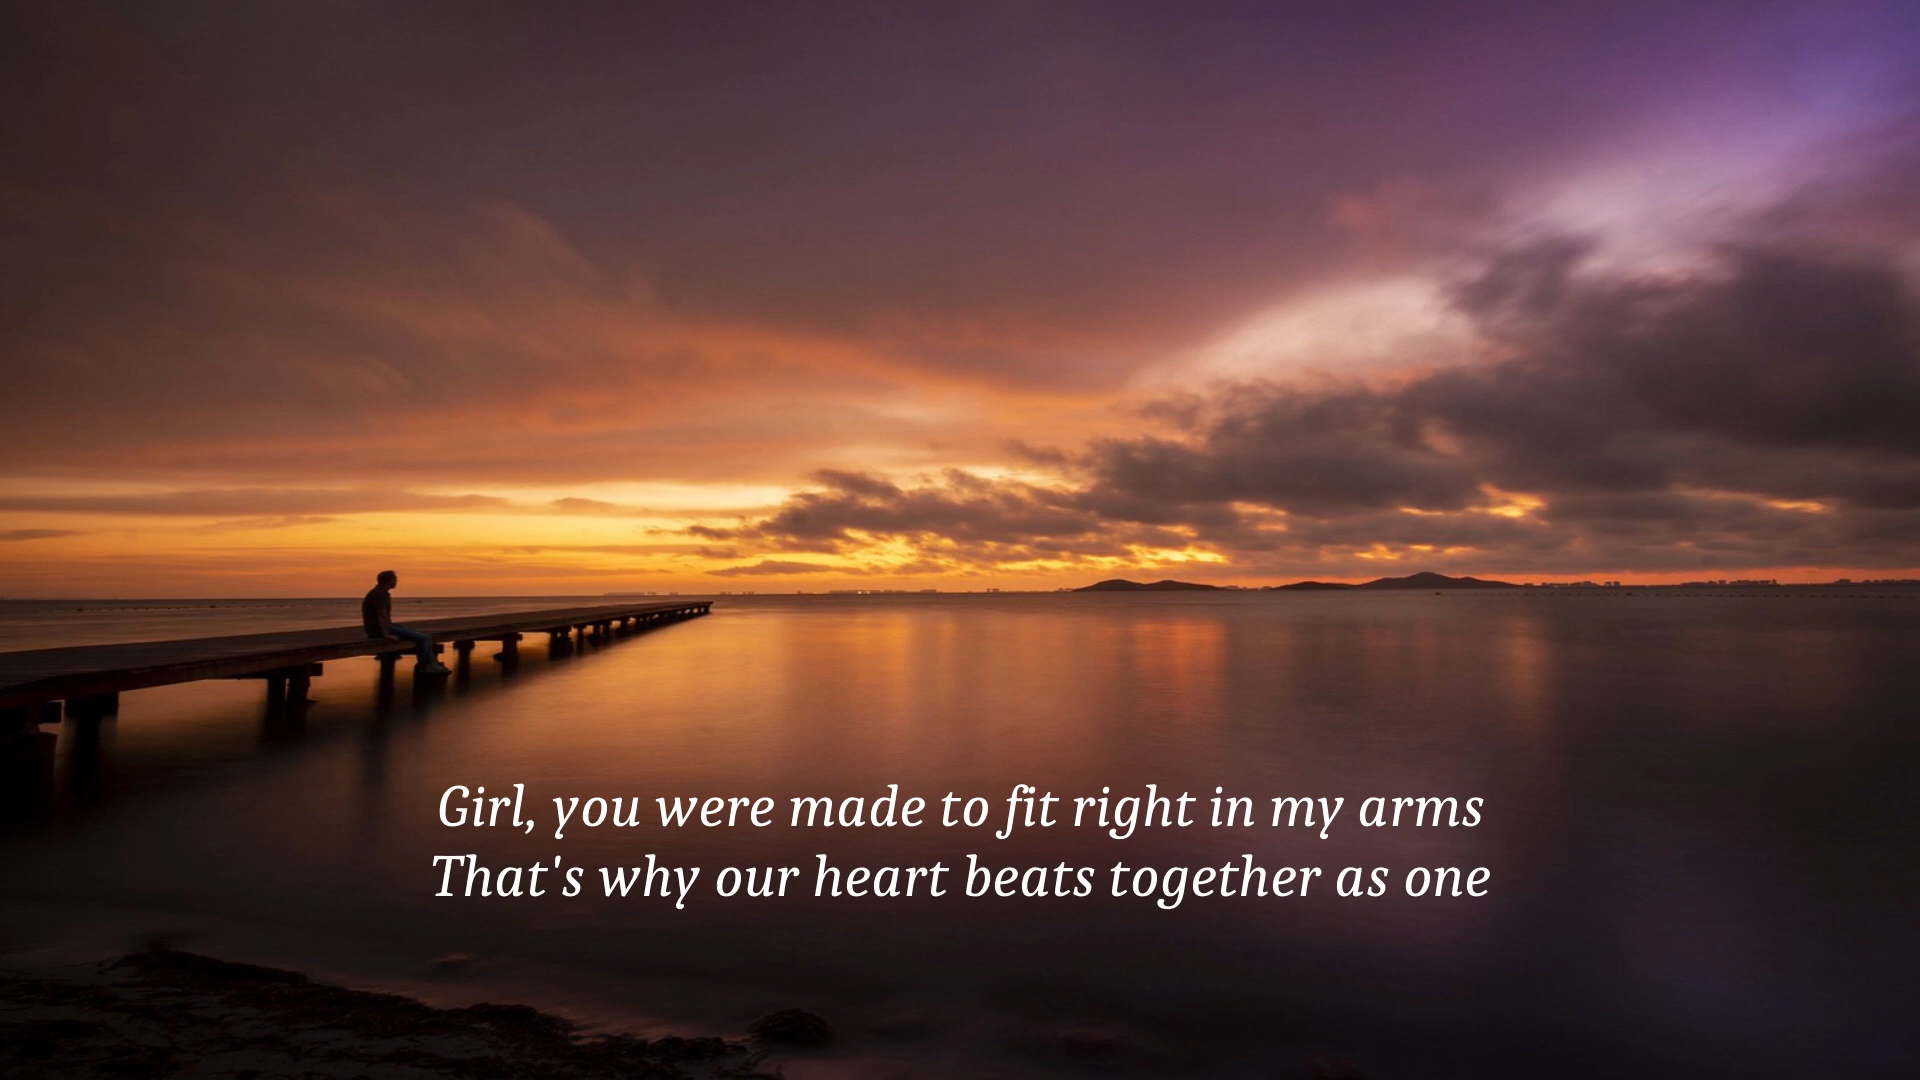 Girl, you were made to fit right in my arms
That's why our heart beats together as one